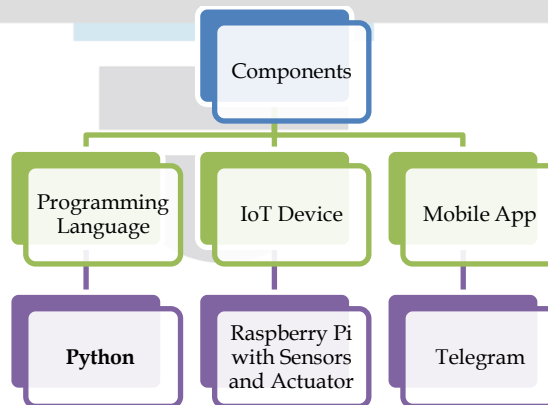 Components
Programming
Language
IoT Device
Mobile App
Python
Raspberry Pi
with Sensors
and Actuator
Telegram